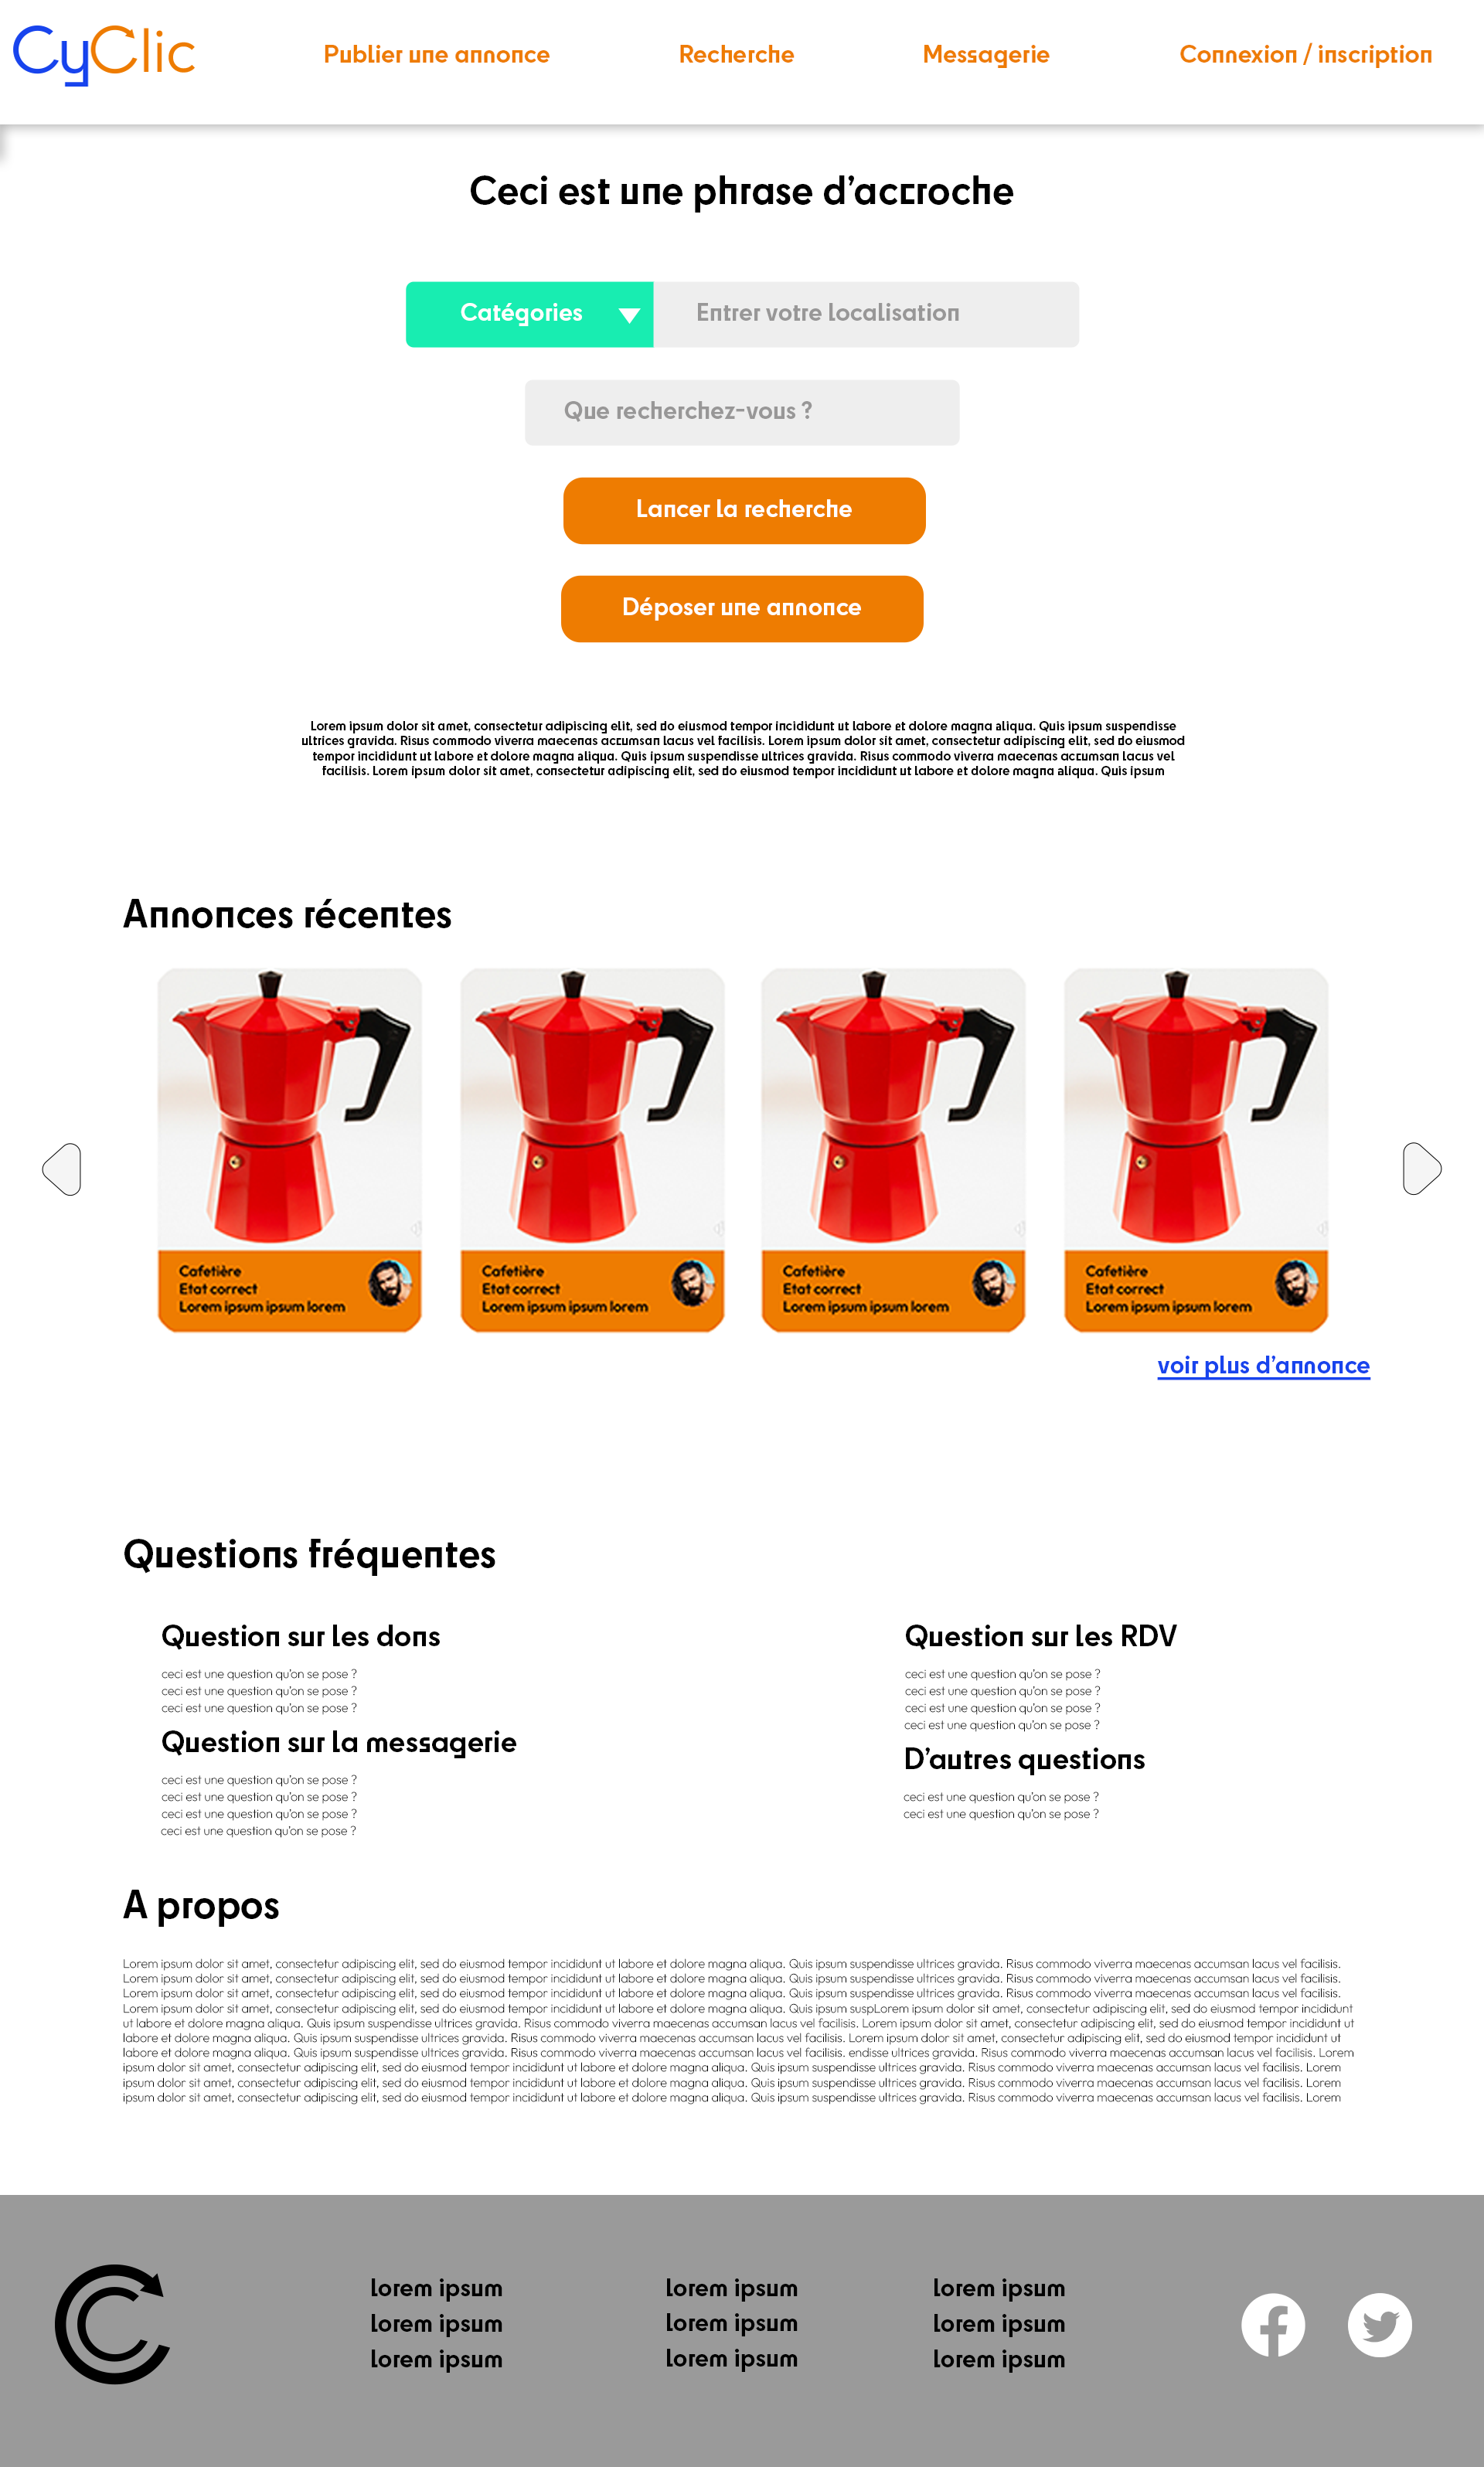 CyClic
Publier une annonce
Recherche
Messagerie
Connexion / inscription
Ceci est une phrase d’accroche
Catégories
Entrer votre localisation
Que recherchez-vous ?
Lancer la recherche
Déposer une annonce
Lorem ipsum dolor sit amet, consectetur adipiscing elit, sed do eiusmod tempor incididunt ut labore et dolore magna aliqua. Quis ipsum suspendisse
ultrices gravida. Risus commodo viverra maecenas accumsan lacus vel facilisis. Lorem ipsum dolor sit amet, consectetur adipiscing elit, sed do eiusmod
tempor incididunt ut labore et dolore magna aliqua. Quis ipsum suspendisse ultrices gravida. Risus commodo viverra maecenas accumsan lacus vel
facilisis. Lorem ipsum dolor sit amet, consectetur adipiscing elit, sed do eiusmod tempor incididunt ut labore et dolore magna aliqua. Quis ipsum
Annonces récentes
Cafetière
Etat correct
Lorem ipsum ipsum lorem
Cafetière
Etat correct
Lorem ipsum ipsum lorem
Cafetière
Etat correct
Lorem ipsum ipsum lorem
Cafetière
Etat correct
Lorem ipsum ipsum lorem
voir plus d’annonce
Questions fréquentes
Question sur les dons
ceci est une question qu’on se pose ?
ceci est une question qu’on se pose ?
ceci est une question qu’on se pose ?
Question sur la messagerie
ceci est une question qu’on se pose ?
ceci est une question qu’on se pose ?
ceci est une question qu’on se pose ?
ceci est une question qu’on se pose ?
Question sur les RDV
ceci est une question qu’on se pose ?
ceci est une question qu’on se pose ?
ceci est une question qu’on se pose ?
ceci est une question qu’on se pose ?
D’autres questions
ceci est une question qu’on se pose ?
ceci est une question qu’on se pose ?
A propos
Lorem ipsum dolor sit amet, consectetur adipiscing elit, sed do eiusmod tempor incididunt ut labore et dolore magna aliqua. Quis ipsum suspendisse ultrices gravida. Risus commodo viverra maecenas accumsan lacus vel facilisis.
Lorem ipsum dolor sit amet, consectetur adipiscing elit, sed do eiusmod tempor incididunt ut labore et dolore magna aliqua. Quis ipsum suspendisse ultrices gravida. Risus commodo viverra maecenas accumsan lacus vel facilisis.
Lorem ipsum dolor sit amet, consectetur adipiscing elit, sed do eiusmod tempor incididunt ut labore et dolore magna aliqua. Quis ipsum suspendisse ultrices gravida. Risus commodo viverra maecenas accumsan lacus vel facilisis.
Lorem ipsum dolor sit amet, consectetur adipiscing elit, sed do eiusmod tempor incididunt ut labore et dolore magna aliqua. Quis ipsum suspLorem ipsum dolor sit amet, consectetur adipiscing elit, sed do eiusmod tempor incididunt
ut labore et dolore magna aliqua. Quis ipsum suspendisse ultrices gravida. Risus commodo viverra maecenas accumsan lacus vel facilisis. Lorem ipsum dolor sit amet, consectetur adipiscing elit, sed do eiusmod tempor incididunt ut
labore et dolore magna aliqua. Quis ipsum suspendisse ultrices gravida. Risus commodo viverra maecenas accumsan lacus vel facilisis. Lorem ipsum dolor sit amet, consectetur adipiscing elit, sed do eiusmod tempor incididunt ut
labore et dolore magna aliqua. Quis ipsum suspendisse ultrices gravida. Risus commodo viverra maecenas accumsan lacus vel facilisis. endisse ultrices gravida. Risus commodo viverra maecenas accumsan lacus vel facilisis. Lorem
ipsum dolor sit amet, consectetur adipiscing elit, sed do eiusmod tempor incididunt ut labore et dolore magna aliqua. Quis ipsum suspendisse ultrices gravida. Risus commodo viverra maecenas accumsan lacus vel facilisis. Lorem
ipsum dolor sit amet, consectetur adipiscing elit, sed do eiusmod tempor incididunt ut labore et dolore magna aliqua. Quis ipsum suspendisse ultrices gravida. Risus commodo viverra maecenas accumsan lacus vel facilisis. Lorem
ipsum dolor sit amet, consectetur adipiscing elit, sed do eiusmod tempor incididunt ut labore et dolore magna aliqua. Quis ipsum suspendisse ultrices gravida. Risus commodo viverra maecenas accumsan lacus vel facilisis. Lorem
lorem ipsum
lorem ipsum
lorem ipsum
lorem ipsum
lorem ipsum
lorem ipsum
lorem ipsum
lorem ipsum
lorem ipsum